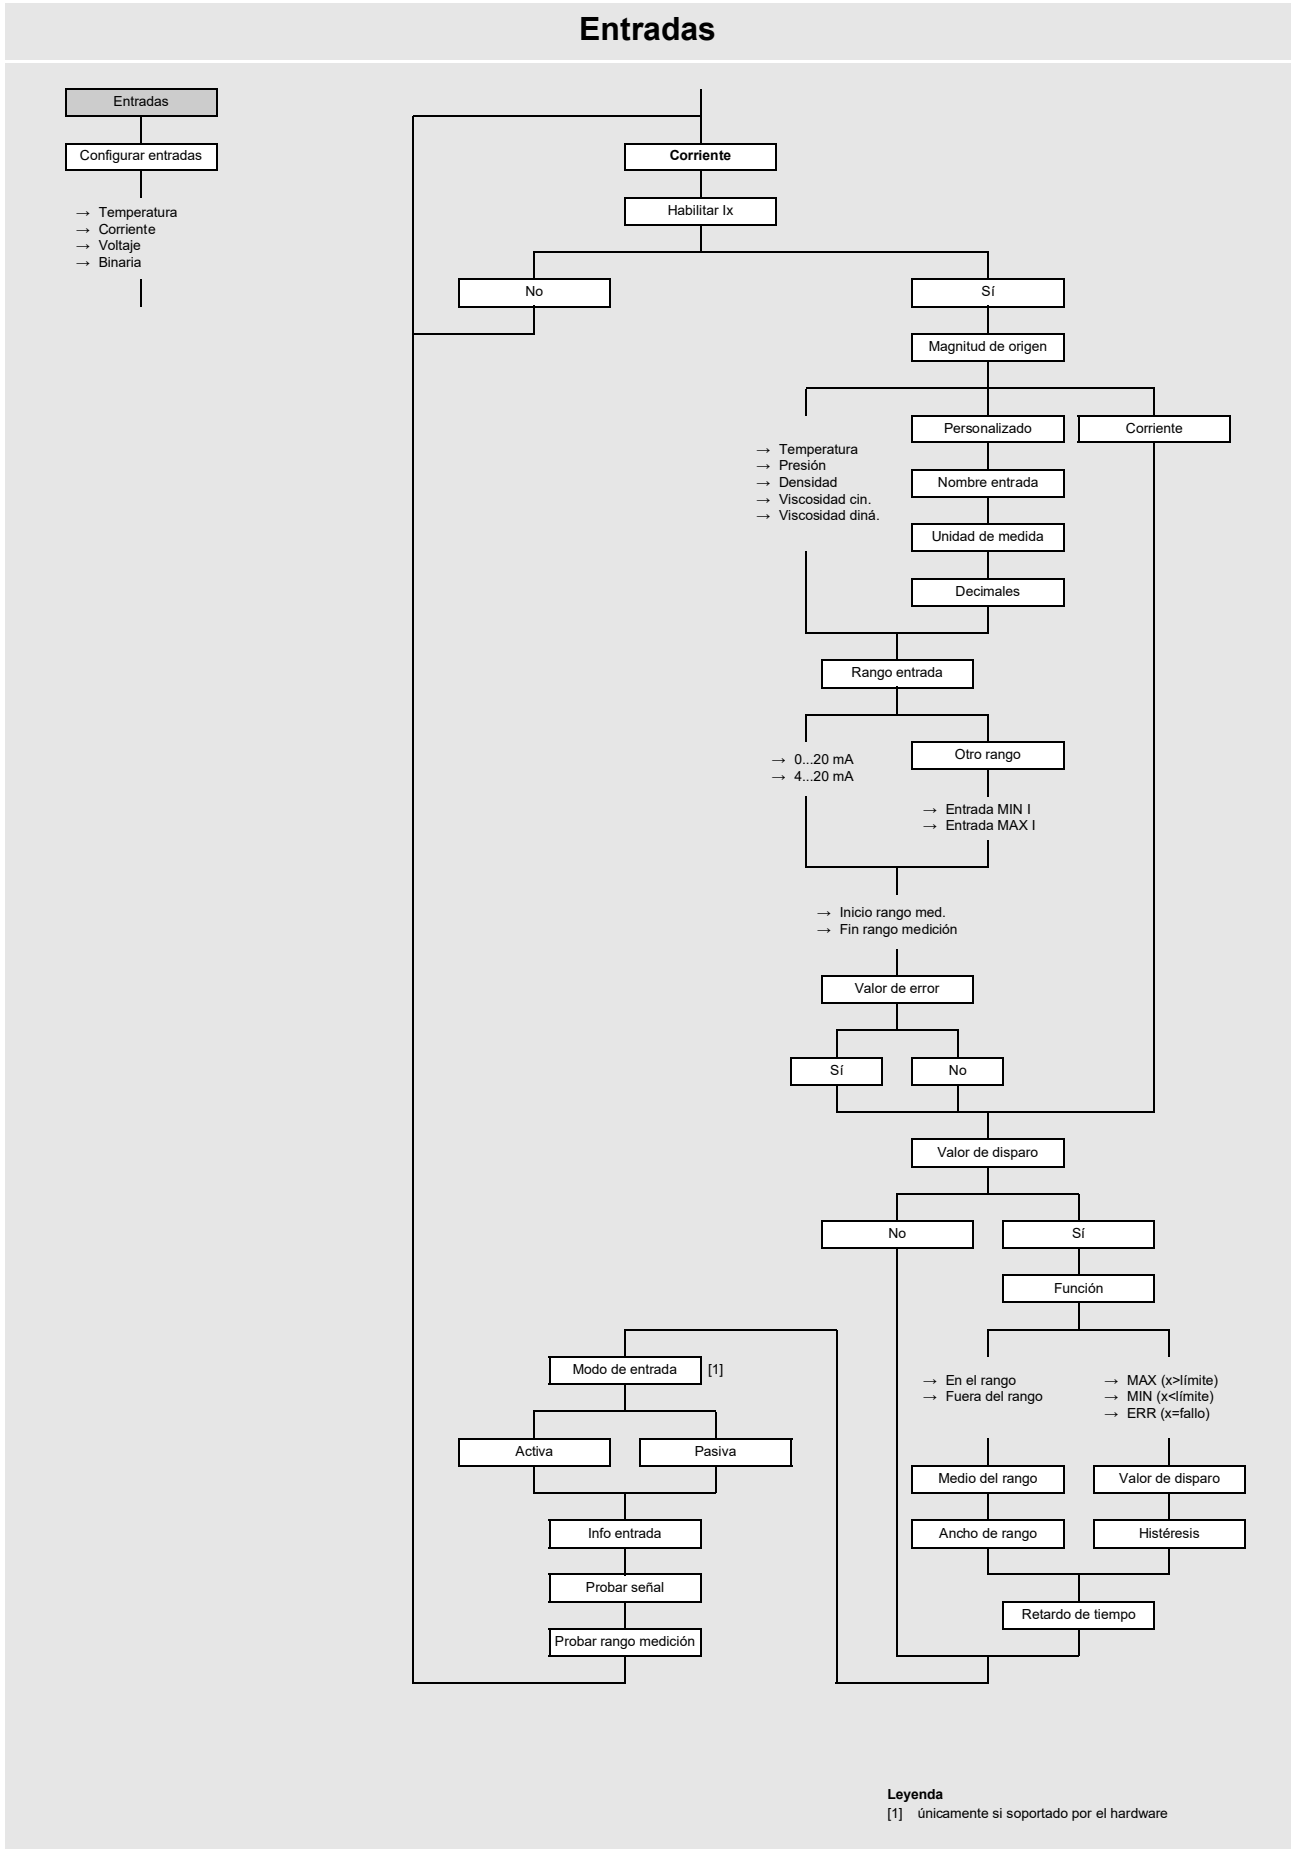 Entradas
Entradas
Configurar entradas
→ Temperatura
→ Corriente
→ Voltaje
→ Binaria
Corriente
Habilitar Ix
No
Sí
Magnitud de origen
Personalizado
Corriente
→ Temperatura
→ Presión
→ Densidad
→ Viscosidad cin.
→ Viscosidad diná.
Nombre entrada
Unidad de medida
Decimales
Rango entrada
→ 0...20 mA
→ 4...20 mA
Otro rango
→ Entrada MIN I
→ Entrada MAX I
→ Inicio rango med.
→ Fin rango medición
Valor de error
Sí
No
Valor de disparo
No
Sí
Función
→ En el rango
→ Fuera del rango
→ MAX (x>límite)
→ MIN (x<límite)
→ ERR (x=fallo)
Medio del rango
Valor de disparo
Ancho de rango
Histéresis
Retardo de tiempo
Modo de entrada [1]
Activa
Pasiva
Info entrada
Probar señal
Probar rango medición
Leyenda
[1] únicamente si soportado por el hardware